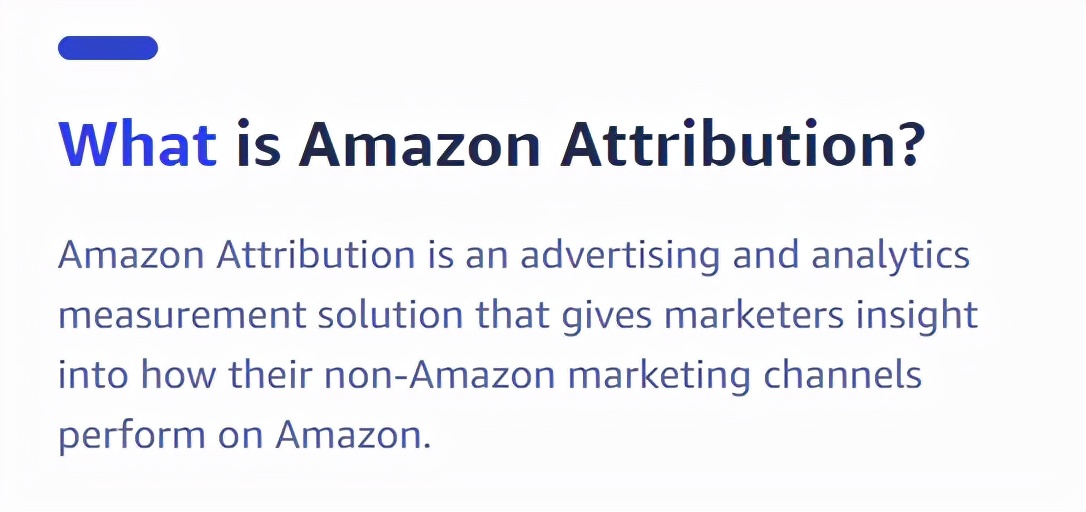 What is Amazon Attribution?
Amazon Attribution is an advertising and analytics
measurement solution that gives marketers insight
into how their non-Amazon marketing channels
perform on Amazon.